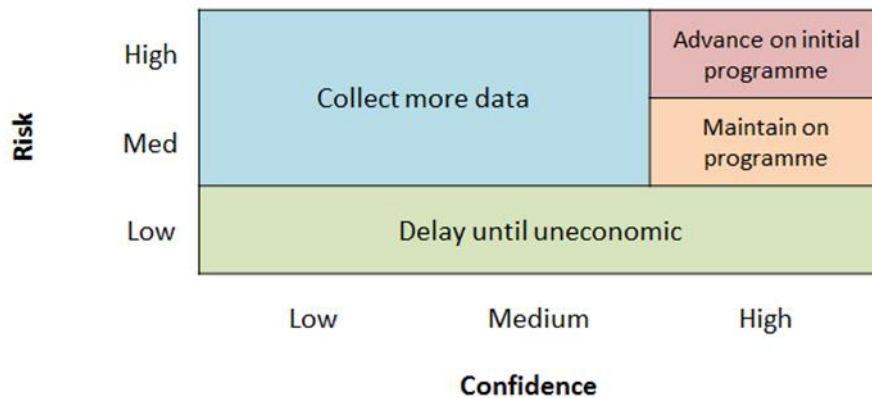 High
Advance on initial
programme
Collect more data
Risk
Med
Maintain on
programme
Low
Delay until uneconomic
Low Medium High
Confidence